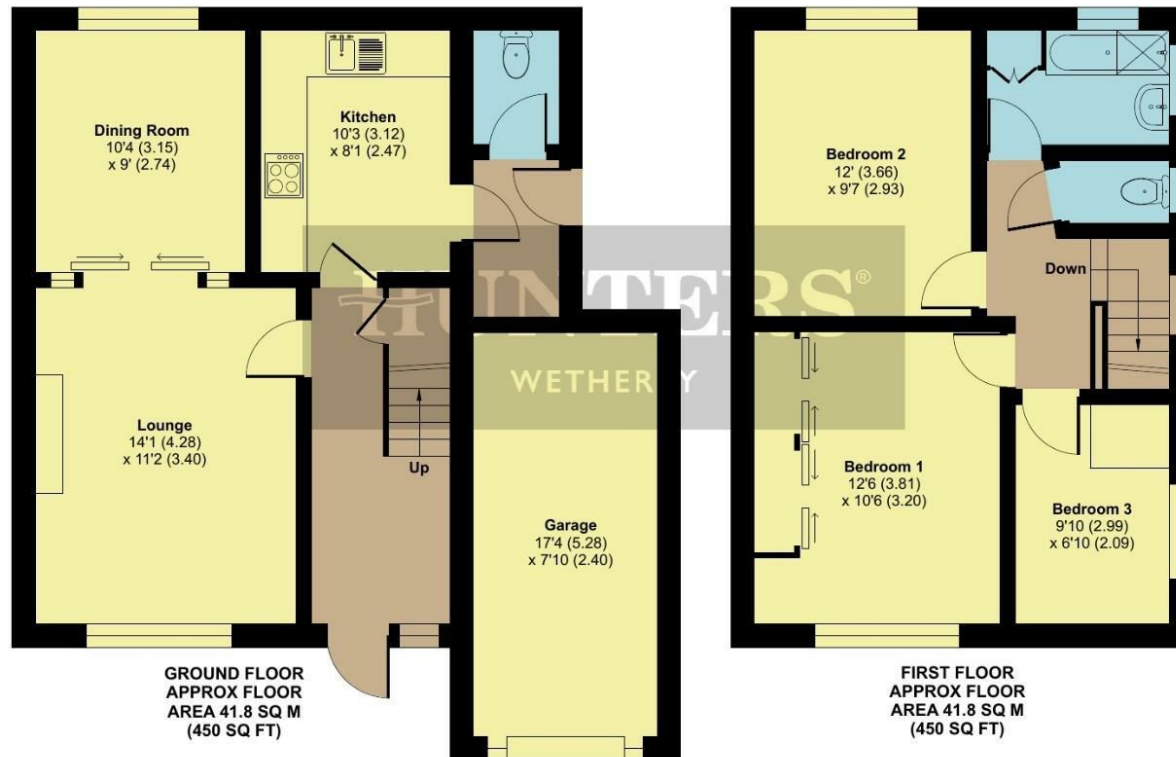 Dining Room
10'4 (3.15)
x 9' (2.74)
Kitchen
10'3 (3.12)
x 8'1 (2.47)
Lounge
14'1 (4.28)
x 11'2 (3.40)
Up
Garage
17'4 (5.28)
x 7'10 (2.40)
GROUND FLOOR
APPROX FLOOR
AREA 41.8 SQ M
(450 SQ FT)
HUNTERS®
WETHERBY
Bedroom 2
12' (3.66)
x 9'7 (2.93)
Down
Bedroom 1
12'6 (3.81)
x 10'6 (3.20)
Bedroom 3
9'10 (2.99)
x 6'10 (2.09)
FIRST FLOOR
APPROX FLOOR
AREA 41.8 SQ M
(450 SQ FT)